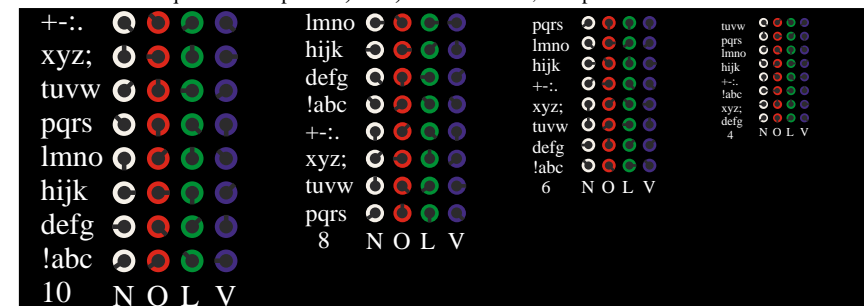 +-:.
xyz;
tuvw
pqrs
lmno
hijk
defg
!abc
10 N O L V
lmno
hijk
defg
!abc
+-:.
xyz;
tuvw
pqrs
8 N O L V
pqrs
lmno
hijk
+-:.
xyz;
tuvw
defg
!abc
6 N O L V
tuvw
pqrs
lmno
hijk
+-:.
!abc
xyz;
defg
4 N O L V